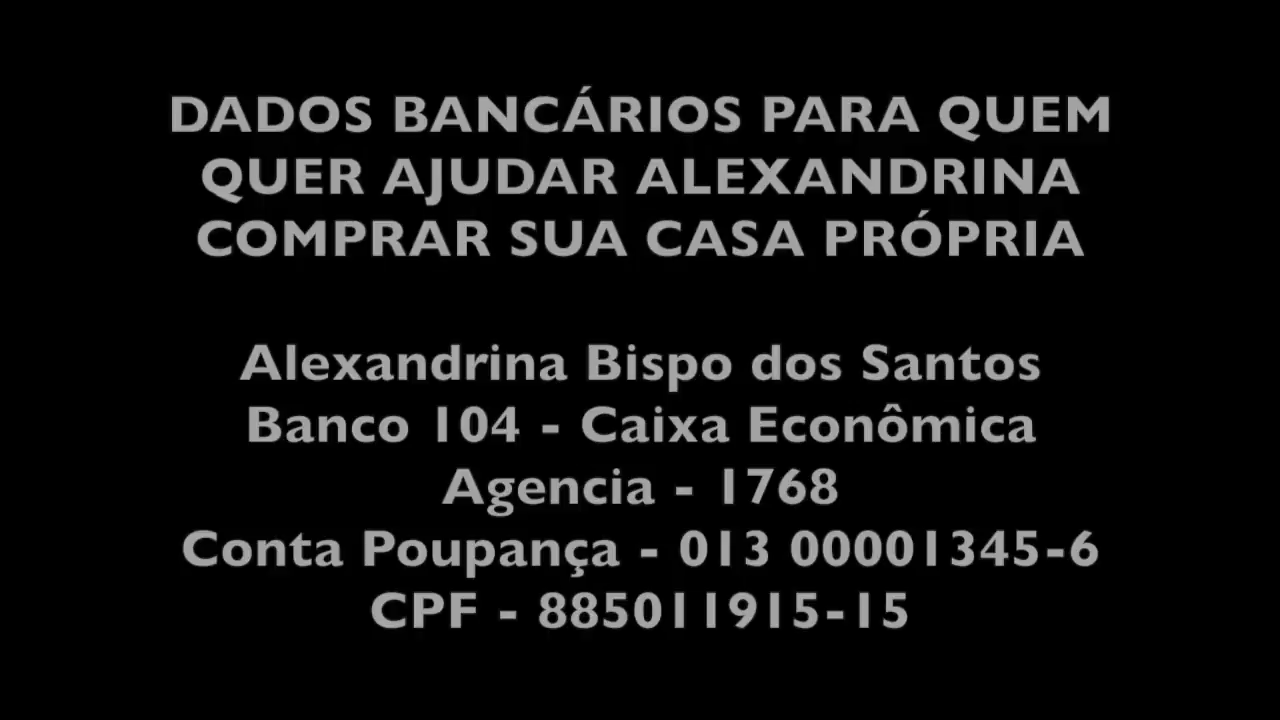 DADOS BANCÁRIOS PARA QUEM
QUER AJUDAR ALEXANDRINA
COMPRAR SUA CASA PRÓPRIA
Alexandrina Bispo dos Santos
Banco 104 - Caixa Econômica
Agencia - 1768
Conta Poupança - 013 00001345-6
CPF - 885011915-15